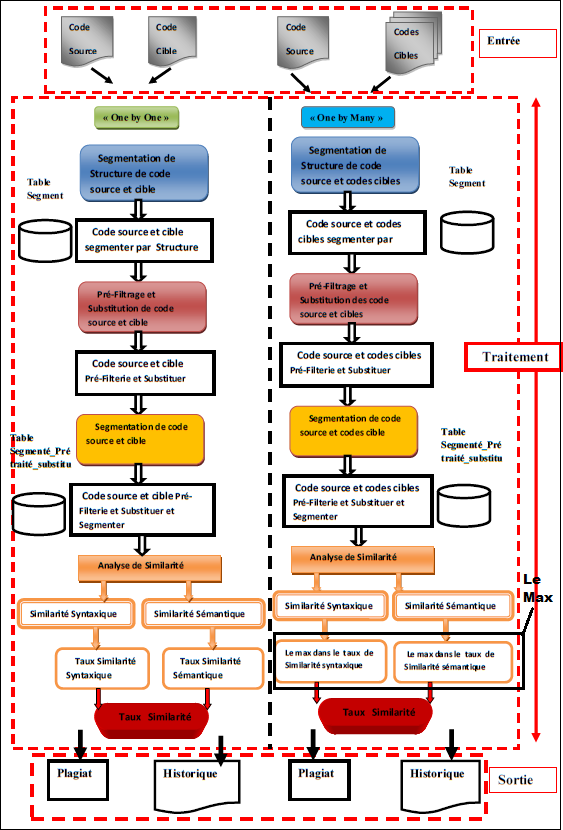 Code
Source
Code
Cible
Code
Source
Codes
Cibles
Entrée
« One by One »
« One by Many »
Segmentation de
Structure de code
source et cible
Segmentation de
Structure de code
source et codes cibles
Table
Segment
Table
Segment
Code source et cible
segmenter par Structure
Code source et codes
cibles segmenter par
Pré-Filtrage et
Substitution de code
source et cible
Pré-Filtrage et
Substitution des code
source et cibles
Traitement
Code source et cible
Pré-Filterie et Substituer
Code source et codes cibles
Pré-Filterie et Substituer
Segmentation de code
source et cible
Segmentation de code
source et codes cible
Table
Segmenté_Pré
traité_substitu
Table
Segmenté_Pré
traité_substitu
Code source et cible Pré-
Filterie et Substituer et
Segmenter
Code source et codes cibles
Pré-Filterie et Substituer et
Segmenter
Analyse de Similarité
Analyse de Similarité
Le
Max
Similarité Syntaxique
Similarité Sémantique
Similarité Syntaxique
Similarité Sémantique
Taux Similarité
Syntaxique
Taux Similarité
Sémantique
Le max dans le taux de
Similarité syntaxique
Le max dans le taux de
Similarité sémantique
Taux Similarité
Taux Similarité
Plagiat
Historique
Plagiat
Historique
Sortie